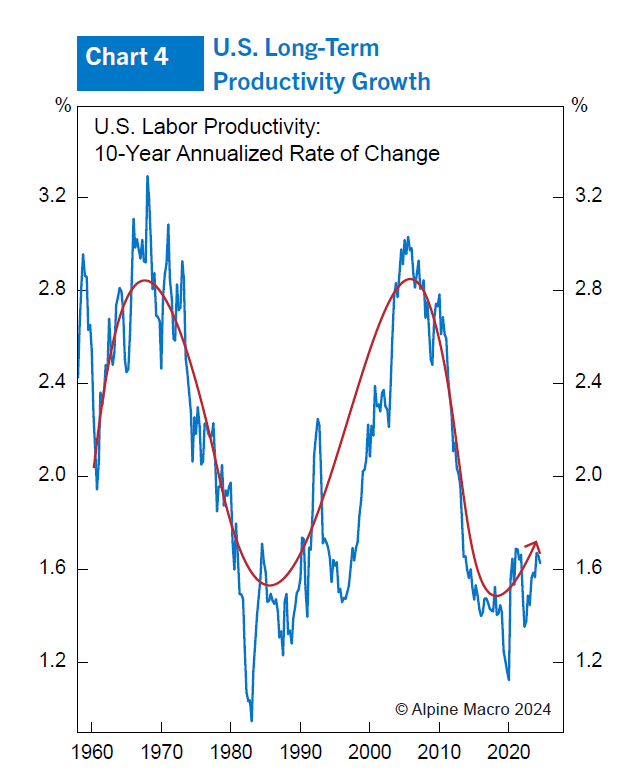 Chart 4
U.S. Long-Term
Productivity Growth
% %
U.S. Labor Productivity:
10-Year Annualized Rate of Change
3.2 3.2
2.8 2.8
2.4 2.4
2.0 2.0
1.6 1.6
1.2 1.2
© Alpine Macro 2024
1960 1970 1980 1990 2000 2010 2020